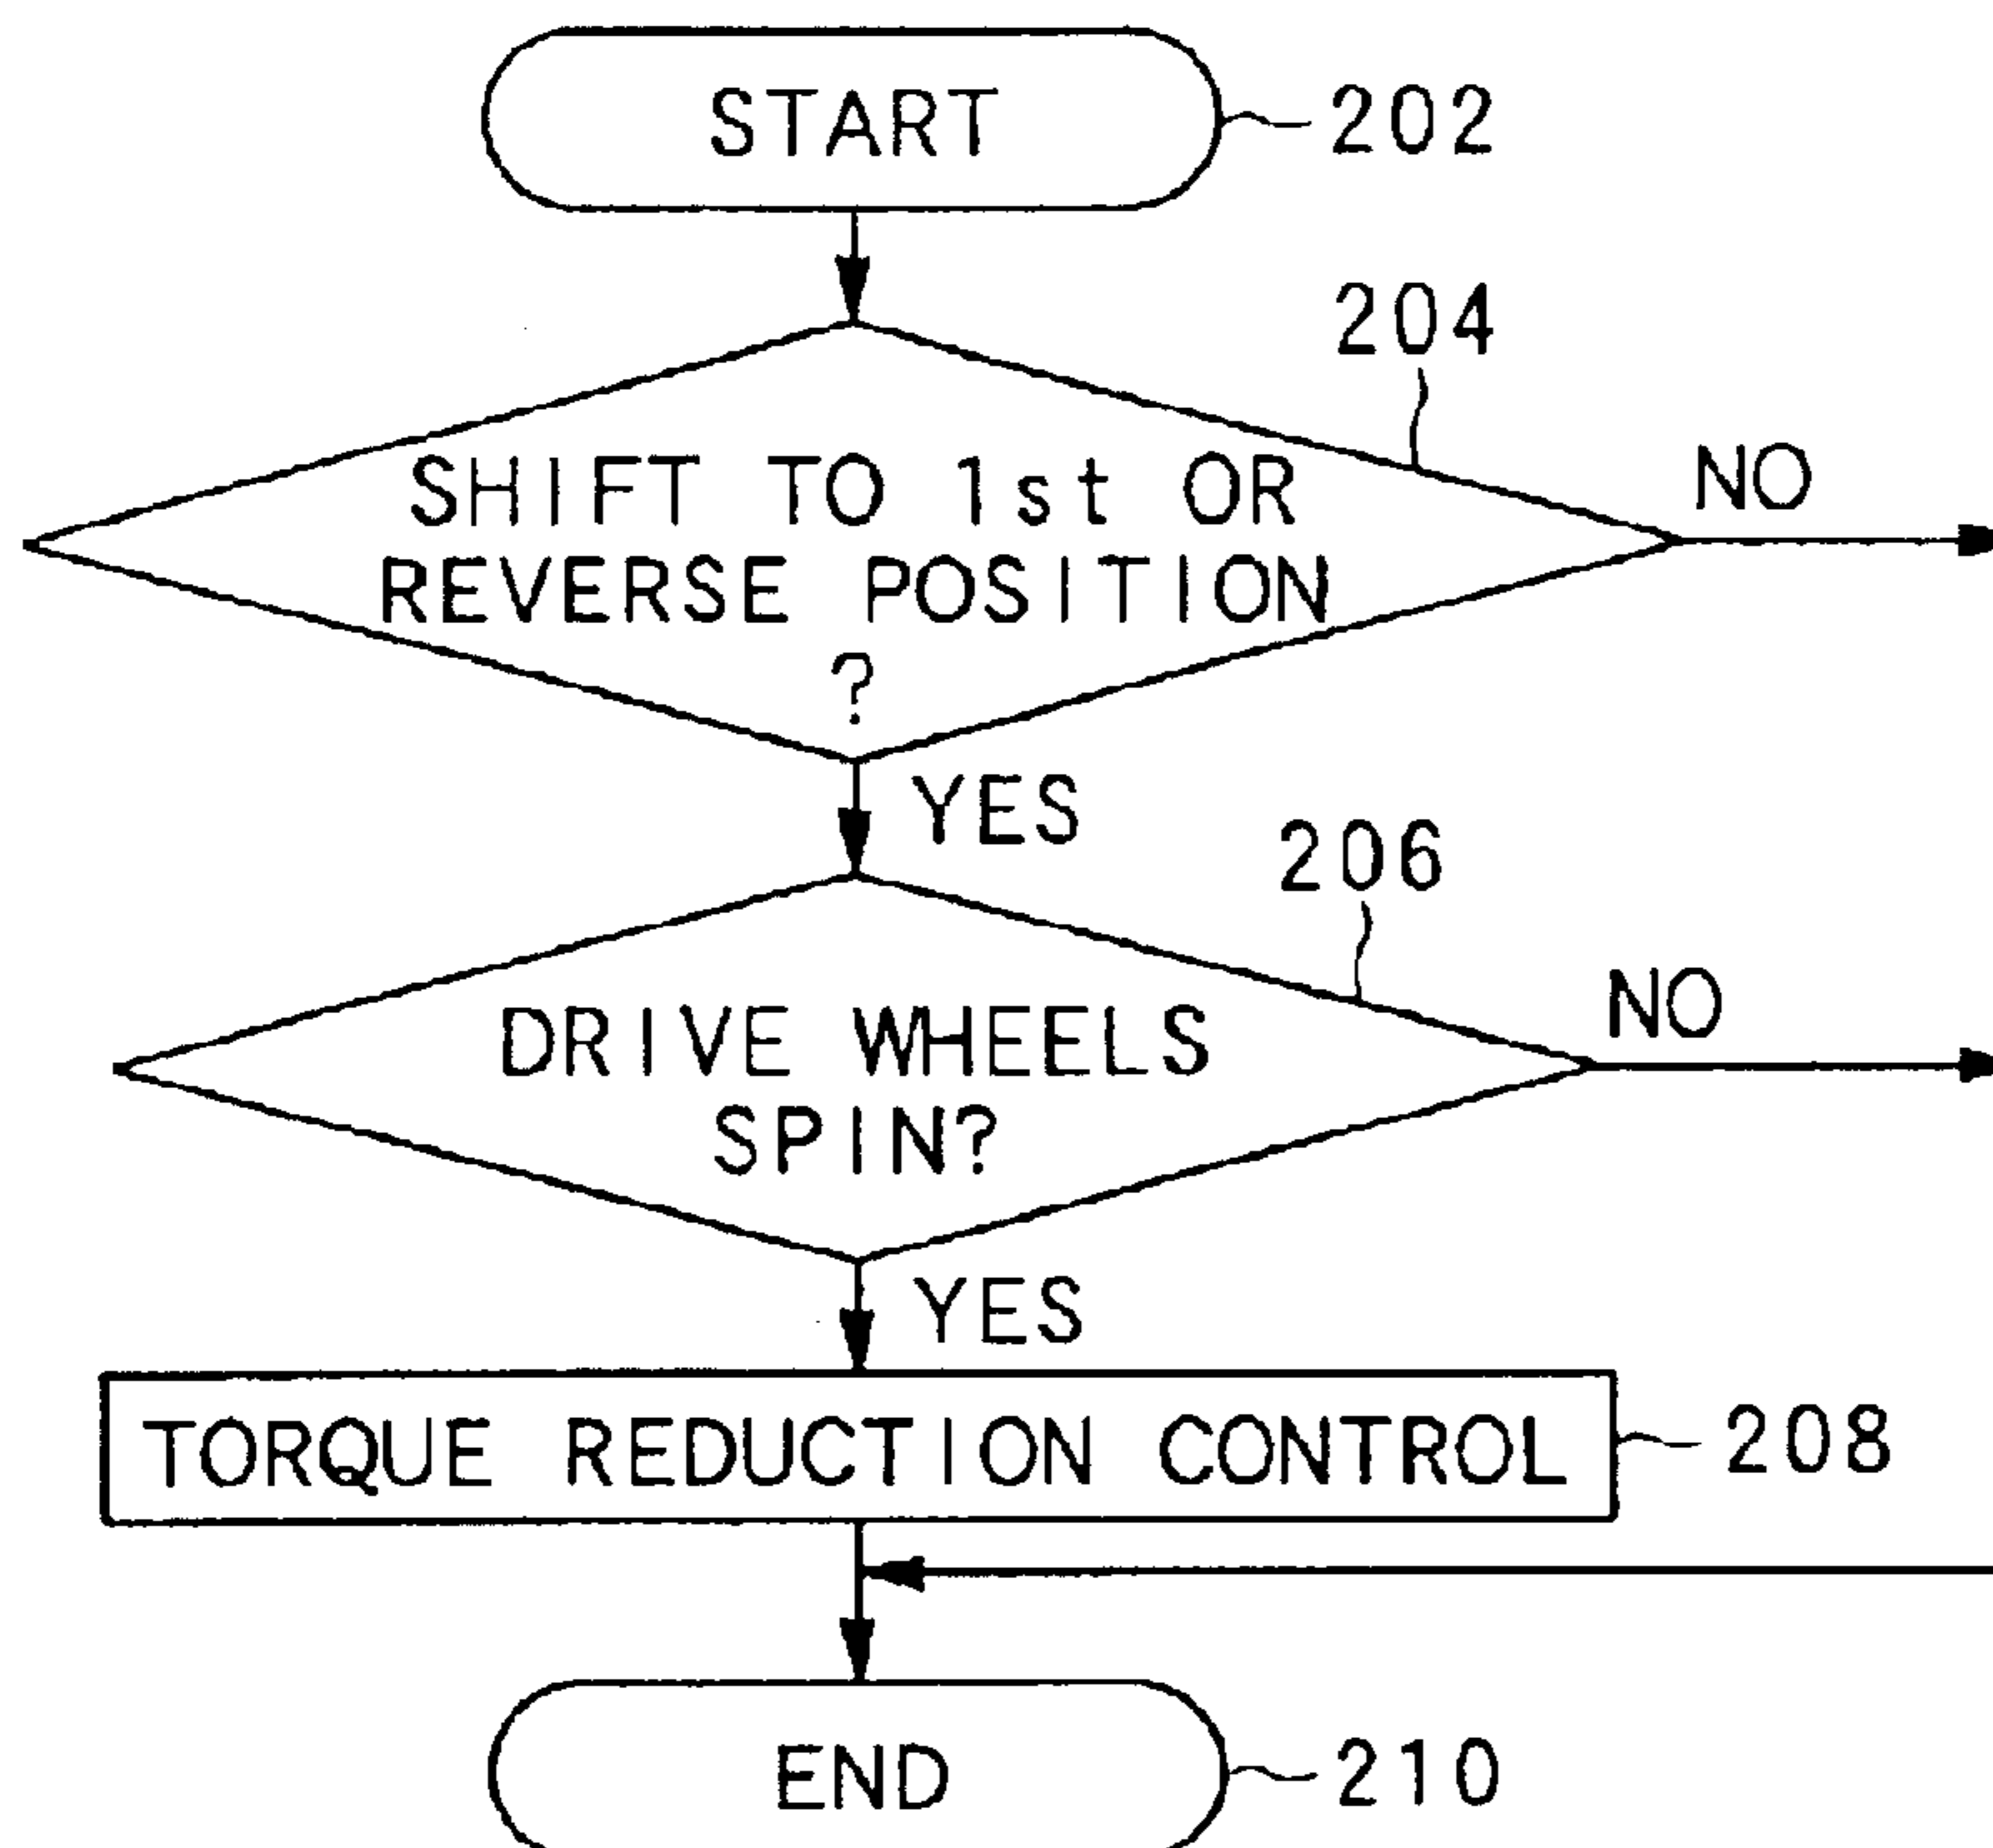 START
202
204
SHIFT TO 1st OR
REVERSE POSITION
?
NO
YES
206
DRIVE WHEELS
SPIN?
NO
YES
TORQUE REDUCTION CONTROL
208
END
210